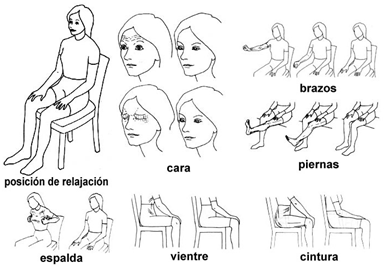 brazos
cara
piernas
posición de relajación
espalda
vientre
cintura